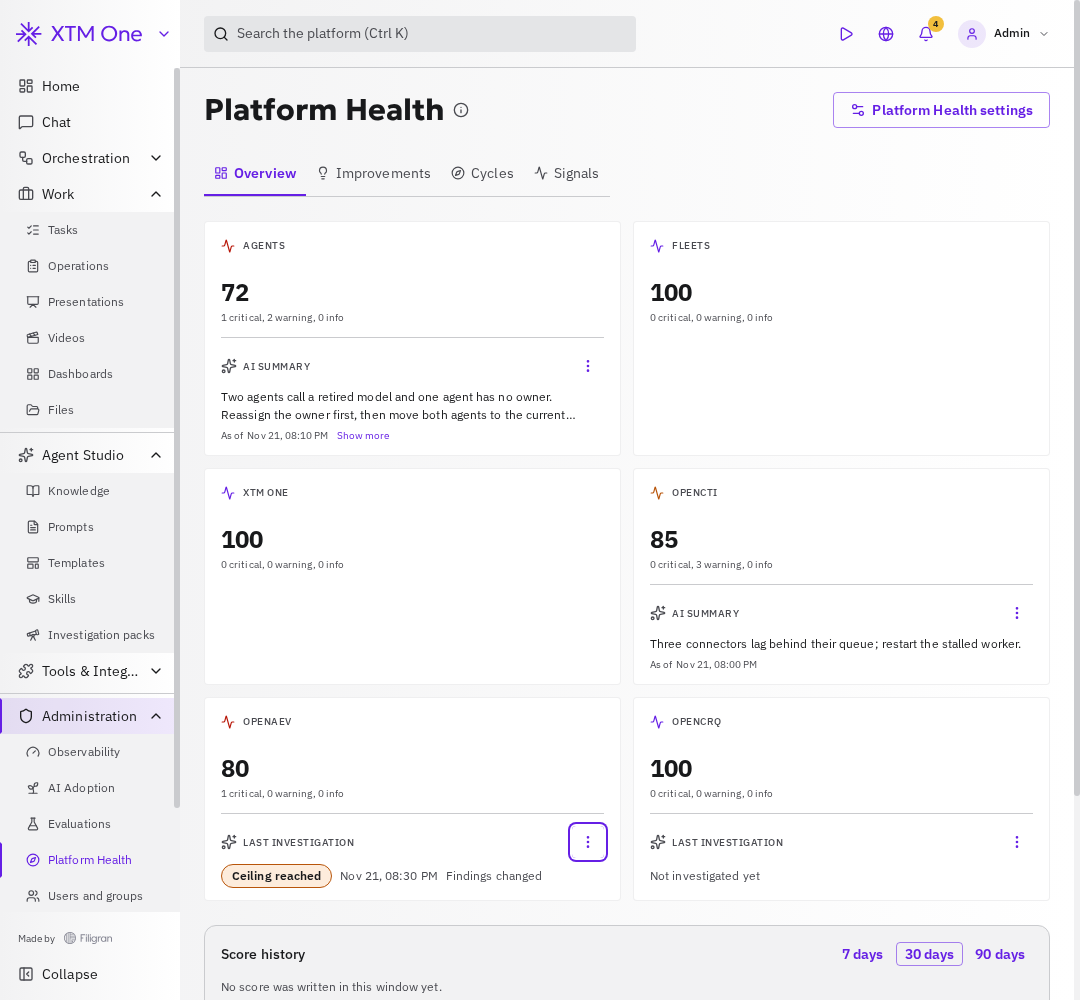 XTM One
Search the platform (Ctrl K)
4
Admin
Home
Chat
Orchestration
Work
Tasks
Operations
Presentations
Videos
Dashboards
Files
Agent Studio
Knowledge
Prompts
Templates
Skills
Investigation packs
Tools & Integ...
Administration
Observability
AI Adoption
Evaluations
Platform Health
Users and groups
Made by Filigran
Collapse
Platform Health
Platform Health settings
Overview
Improvements
Cycles
Signals
AGENTS
72
1 critical, 2 warning, 0 info
AI SUMMARY
Two agents call a retired model and one agent has no owner.
Reassign the owner first, then move both agents to the current...
As of Nov 21, 08:10 PM Show more
FLEETS
100
0 critical, 0 warning, 0 info
XTM ONE
100
0 critical, 0 warning, 0 info
OPENCTI
85
0 critical, 3 warning, 0 info
AI SUMMARY
Three connectors lag behind their queue; restart the stalled worker.
As of Nov 21, 08:00 PM
OPENAEV
80
1 critical, 0 warning, 0 info
LAST INVESTIGATION
Ceiling reached Nov 21, 08:30 PM Findings changed
OPENCRQ
100
0 critical, 0 warning, 0 info
LAST INVESTIGATION
Not investigated yet
Score history
7 days 30 days 90 days
No score was written in this window yet.